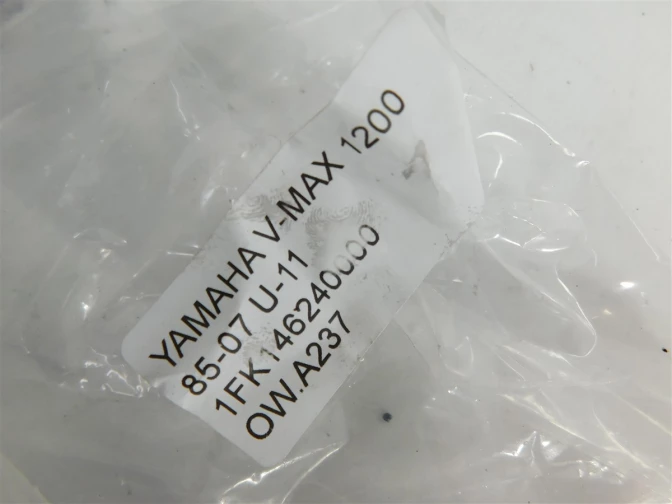 YAMAHA V-MAX 1200
85-07 U-11
1FK146240000
OW.A237